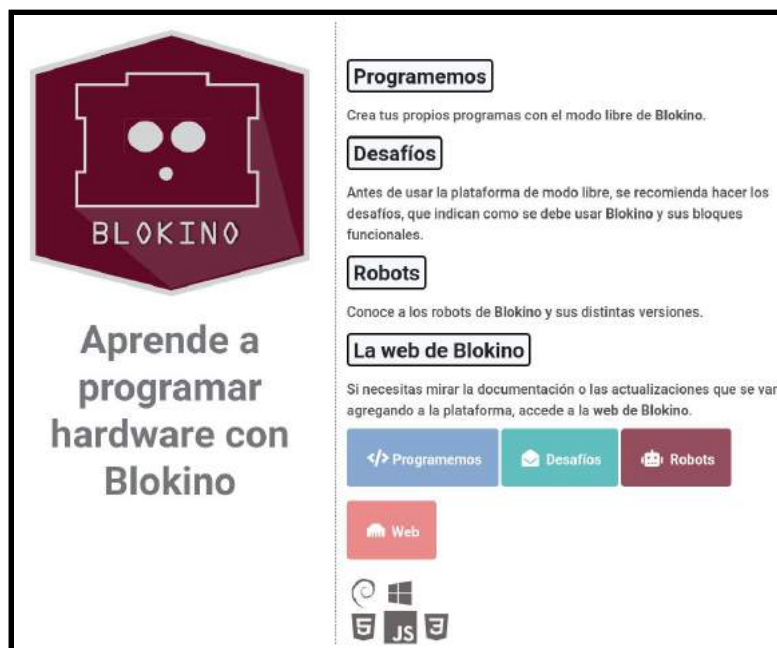 BLOKINO
Aprende a
programar
hardware con
Blokino
Programemos
Crea tus propios programas con el modo libre de Blokino.
Desafíos
Antes de usar la plataforma de modo libre, se recomienda hacer los
desafíos, que indican como se debe usar Blokino y sus bloques
funcionales.
Robots
Conoce a los robots de Blokino y sus distintas versiones.
La web de Blokino
Si necesitas mirar la documentación o las actualizaciones que se van
agregando a la plataforma, accede a la web de Blokino.
</> Programemos
Desafíos
Robots
Web
5 JS 3